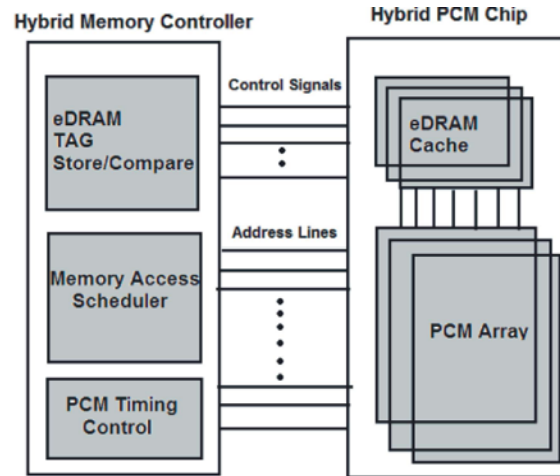 Hybrid Memory Controller
Hybrid PCM Chip
eDRAM
TAG
Store/Compare
Control Signals
eDRAM
Cache
Address Lines
Memory Access
Scheduler
PCM Array
PCM Timing
Control